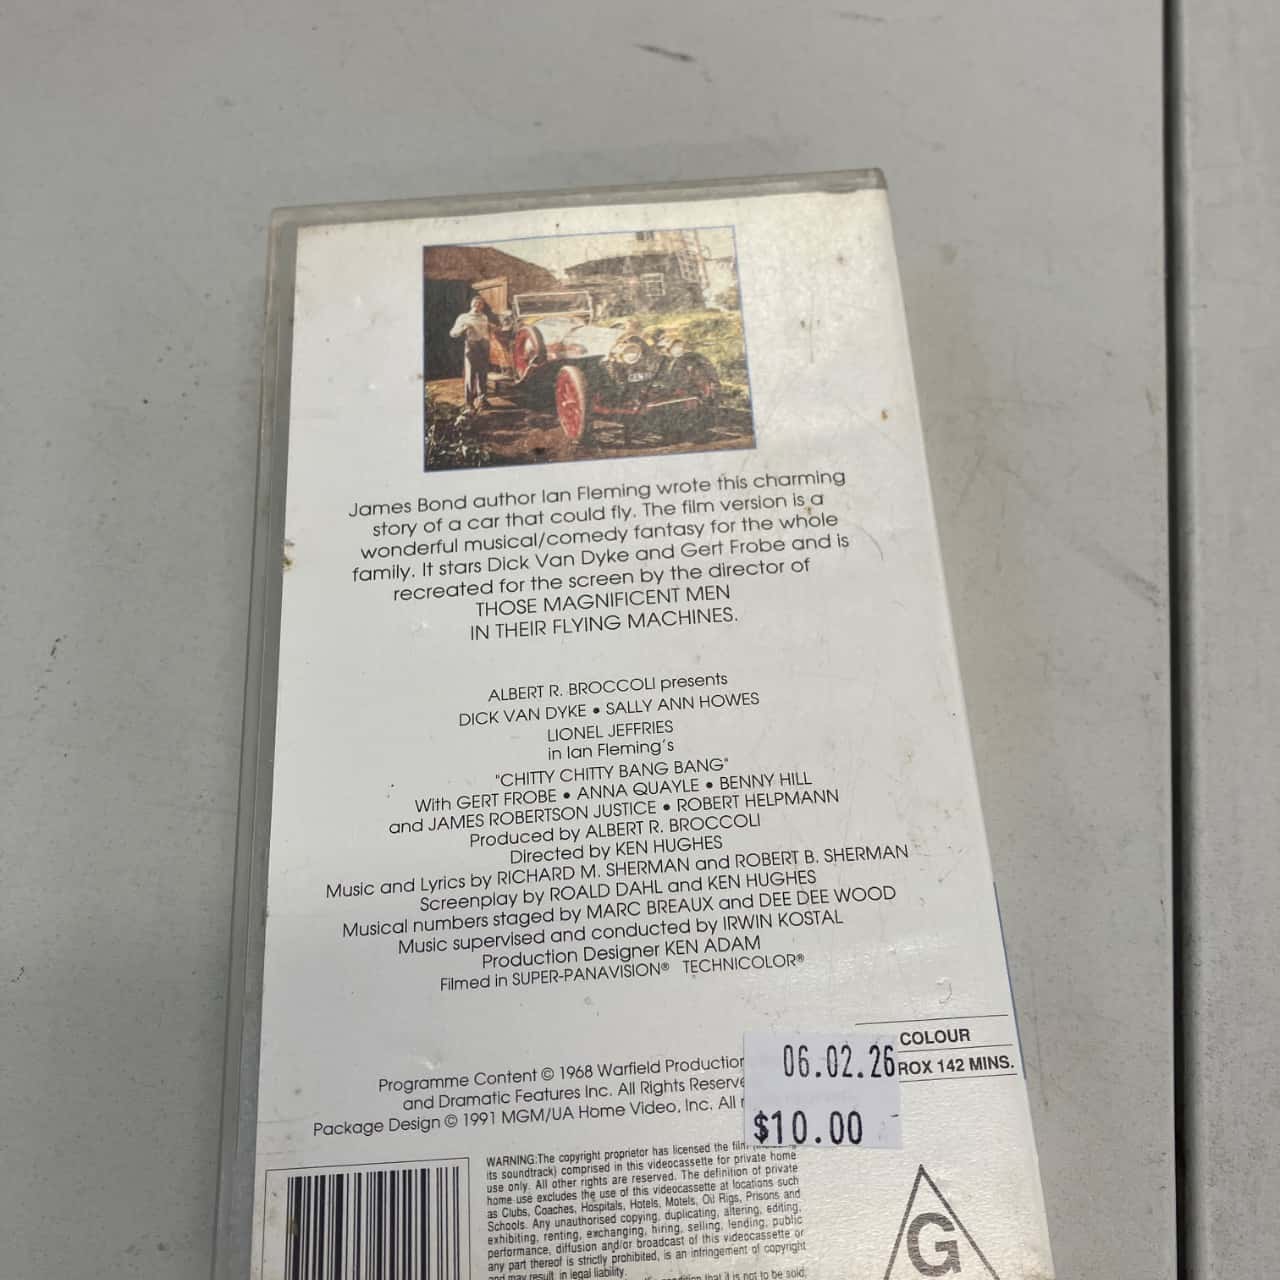 James Bond author Ian Fleming wrote this charming
story of a car that could fly. The film version is a
wonderful musical/comedy fantasy for the whole
family. It stars Dick Van Dyke and Gert Frobe and is
recreated for the screen by the director of
THOSE MAGNIFICENT MEN
IN THEIR FLYING MACHINES.
ALBERT R. BROCCOLI presents
DICK VAN DYKE • SALLY ANN HOWES
LIONEL JEFFRIES
in Ian Fleming's
"CHITTY CHITTY BANG BANG"
With GERT FROBE • ANNA QUAYLE • BENNY HILL
and JAMES ROBERTSON JUSTICE • ROBERT HELPMANN
Produced by ALBERT R. BROCCOLI
Directed by KEN HUGHES
Music and Lyrics by RICHARD M. SHERMAN and ROBERT B. SHERMAN
Screenplay by ROALD DAHL and KEN HUGHES
Musical numbers staged by MARC BREAUX and DEE DEE WOOD
Music supervised and conducted by IRWIN KOSTAL
Production Designer KEN ADAM
Filmed in SUPER-PANAVISION® TECHNICOLOR®
COLOUR
ROX 142 MINS.
06.02.26
$10.00
Programme Content © 1968 Warfield Production
and Dramatic Features Inc. All Rights Reserve
Package Design © 1991 MGM/UA Home Video, Inc. All
WARNING: The copyright proprietor has licensed the film
its soundtrack) comprised in this videocassette for private home
use only. All other rights are reserved. The definition of private
home use excludes the use of this videocassette at locations such
as Clubs, Coaches, Hospitals, Hotels, Motels, Oil Rigs, Prisons and
Schools. Any unauthorised copying, duplicating, altering, editing,
exhibiting, renting, exchanging, hiring, selling, lending, public
performance, diffusion and/or broadcast of this videocassette or
any part thereof is strictly prohibited, is an infringement of copyright
and may result in legal liability.
condition that it is not to be sold,
G